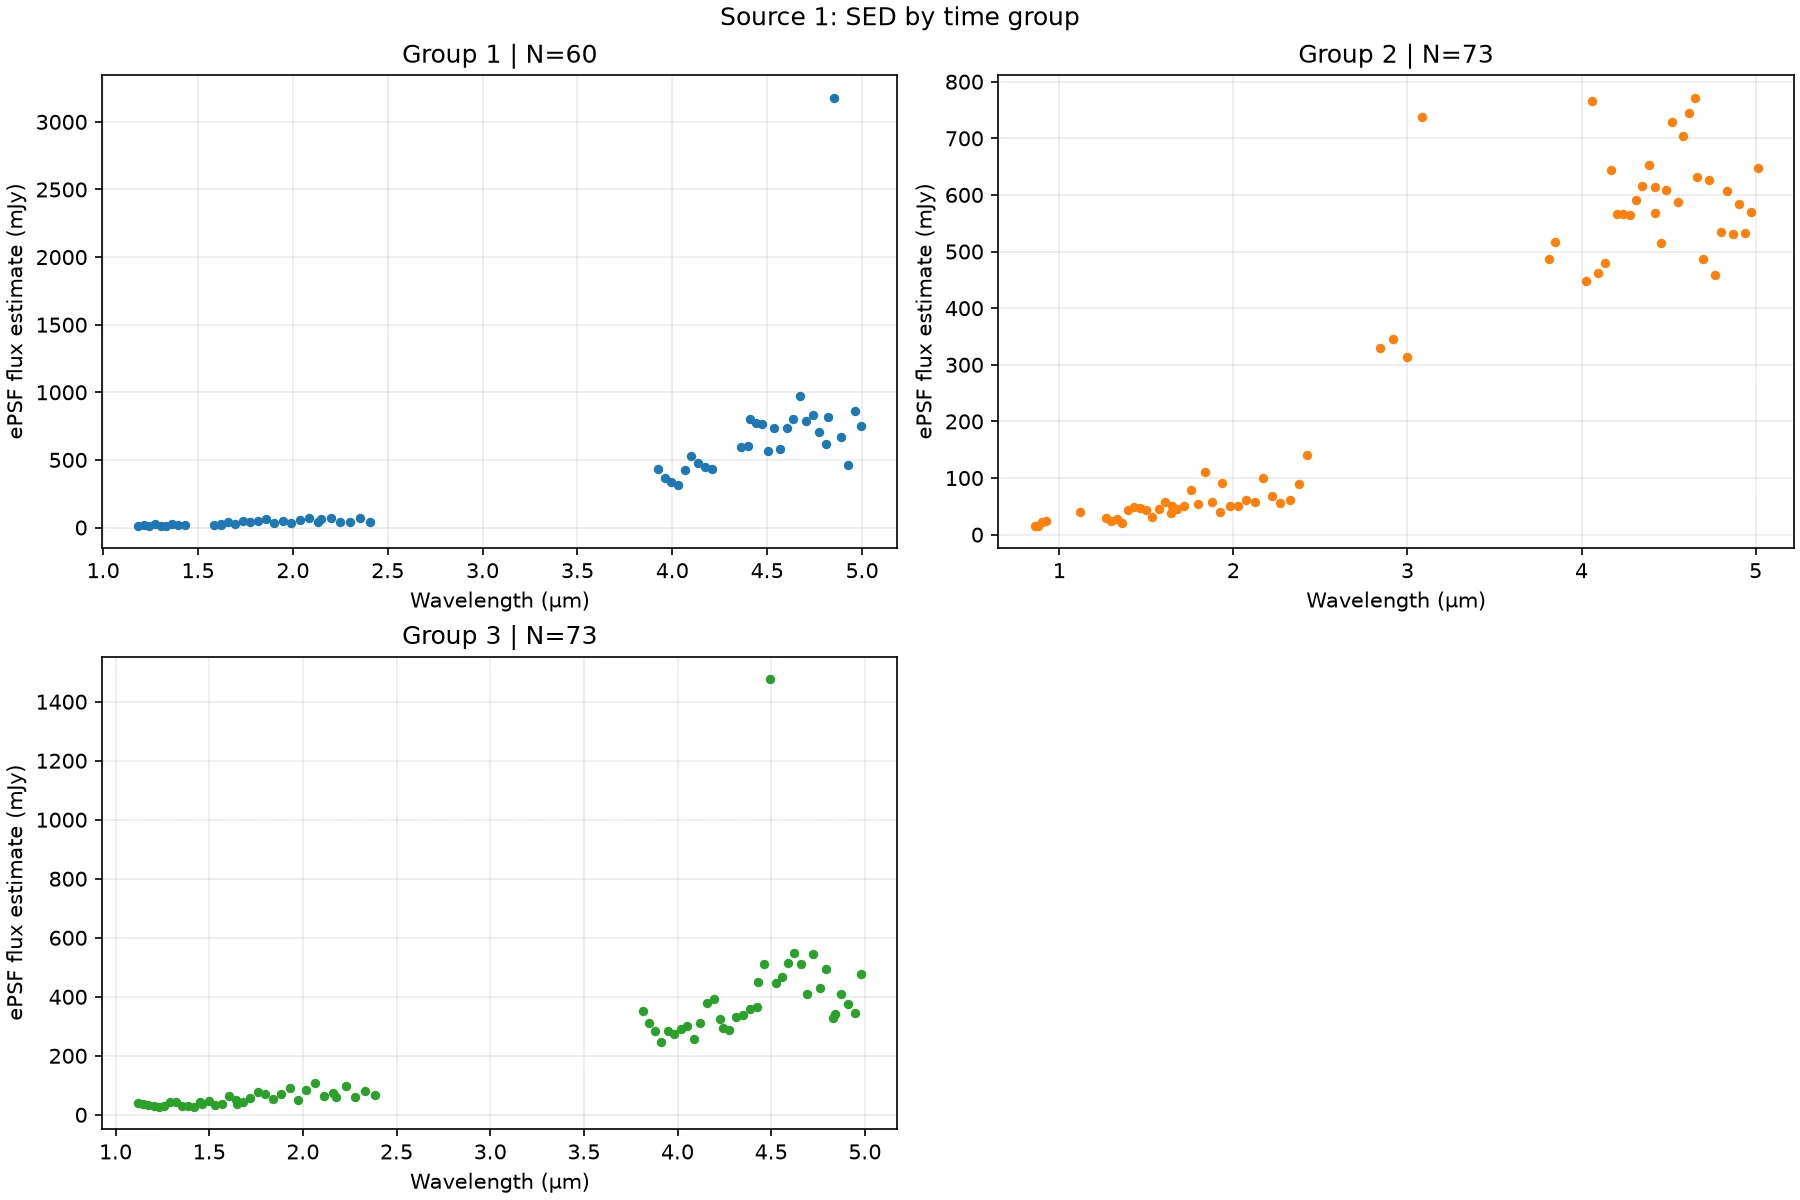 Source 1: SED by time group
Group 1 | N=60
ePSF flux estimate (mJy)
3000
2500
2000
1500
1000
500
0
1.0 1.5 2.0 2.5 3.0 3.5 4.0 4.5 5.0
Wavelength (µm)
Group 2 | N=73
ePSF flux estimate (mJy)
800
700
600
500
400
300
200
100
0
1 2 3 4 5
Wavelength (µm)
Group 3 | N=73
ePSF flux estimate (mJy)
1400
1200
1000
800
600
400
200
0
1.0 1.5 2.0 2.5 3.0 3.5 4.0 4.5 5.0
Wavelength (µm)